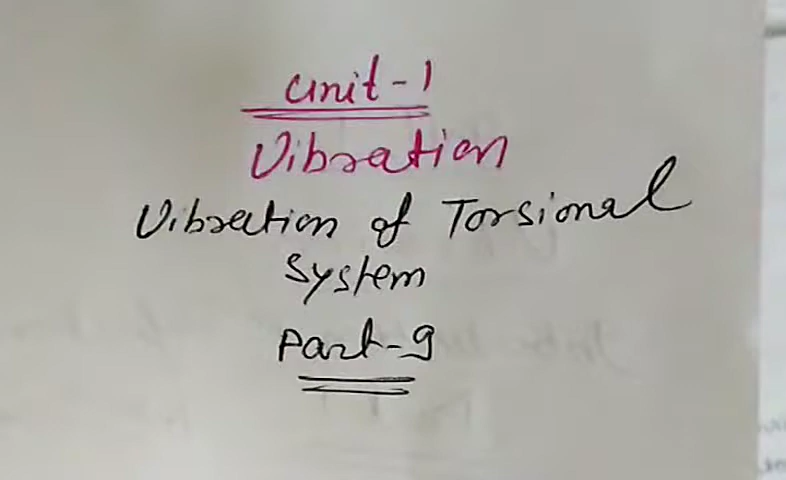 Unit-1
Vibration
Vibration of Torsional
System
Part-9